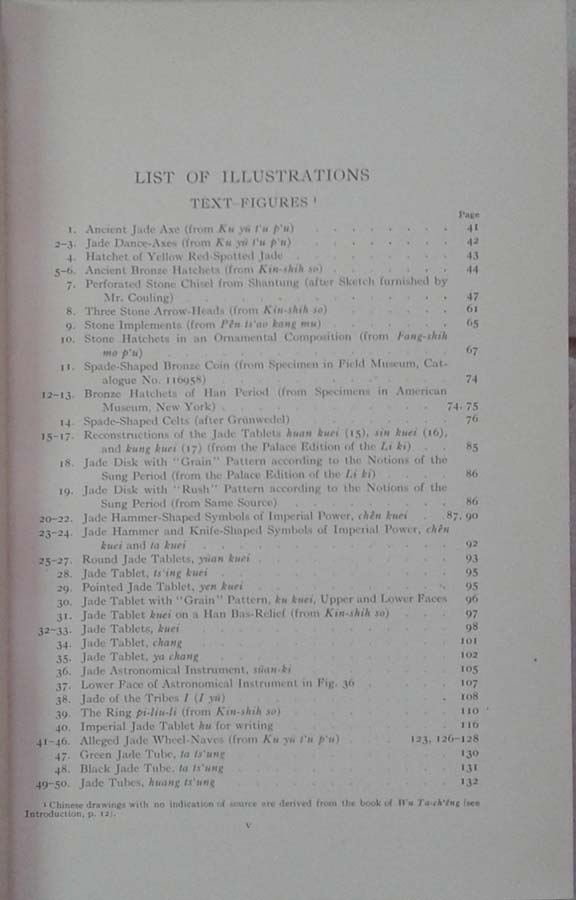 LIST OF ILLUSTRATIONS
TEXT-FIGURES ¹
Page
1. Ancient Jade Axe (from Ku yü t'u p'u) . . . . . . . . 41
2-3. Jade Dance-Axes (from Ku yü t'u p'u) . . . . . . . 42
4. Hatchet of Yellow Red-Spotted Jade . . . . . . . 43
5-6. Ancient Bronze Hatchets (from Kin-shih so) . . . . . . 44
7. Perforated Stone Chisel from Shantung (after Sketch furnished by
Mr. Couling) . . . . . . . . . . . . 47
8. Three Stone Arrow-Heads (from Kin-shih so) . . . . . . 61
9. Stone Implements (from Pên ts'ao kang mu) . . . . . . 65
10. Stone Hatchets in an Ornamental Composition (from Fang-shih
mo p'u) . . . . . . . . . . . . . 67
11. Spade-Shaped Bronze Coin (from Specimen in Field Museum, Cat-
alogue No. 116958) . . . . . . . . . . . 74
12-13. Bronze Hatchets of Han Period (from Specimens in American
Museum, New York) . . . . . . . . . . 74, 75
14. Spade-Shaped Celts (after Grünwedel) . . . . . . . 76
15-17. Reconstructions of the Jade Tablets huan kuei (15), sin kuei (16),
and kung kuei (17) (from the Palace Edition of the Li ki) . . 85
18. Jade Disk with "Grain" Pattern according to the Notions of the
Sung Period (from the Palace Edition of the Li ki) . . . . 86
19. Jade Disk with "Rush" Pattern according to the Notions of the
Sung Period (from Same Source) . . . . . . . 86
20-22. Jade Hammer-Shaped Symbols of Imperial Power, chên kuei . . 87, 90
23-24. Jade Hammer and Knife-Shaped Symbols of Imperial Power, chên
kuei and ta kuei . . . . . . . . . . . 92
25-27. Round Jade Tablets, yüan kuei . . . . . . . . . 93
28. Jade Tablet, ts'ing kuei . . . . . . . . . . 95
29. Pointed Jade Tablet, yen kuei . . . . . . . . . 95
30. Jade Tablet with "Grain" Pattern, ku kuei, Upper and Lower Faces 96
31. Jade Tablet kuei on a Han Bas-Relief (from Kin-shih so) . . . 97
32-33. Jade Tablets, kuei . . . . . . . . . . . 98
34. Jade Tablet, chang . . . . . . . . . . . 101
35. Jade Tablet, ya chang . . . . . . . . . . 102
36. Jade Astronomical Instrument, süan-ki . . . . . . . 105
37. Lower Face of Astronomical Instrument in Fig. 36 . . . . 107
38. Jade of the Tribes I (I yü) . . . . . . . . . 108
39. The Ring pi-liu-li (from Kin-shih so) . . . . . . . 110
40. Imperial Jade Tablet hu for writing . . . . . . . 116
41-46. Alleged Jade Wheel-Naves (from Ku yü t'u p'u) . . . 123, 126-128
47. Green Jade Tube, ta ts'ung . . . . . . . . . 130
48. Black Jade Tube, ta ts'ung . . . . . . . . . 131
49-50. Jade Tubes, huang ts'ung . . . . . . . . . 132
¹ Chinese drawings with no indication of source are derived from the book of Wu Ta-ch'êng (see
Introduction, p. 12).
v